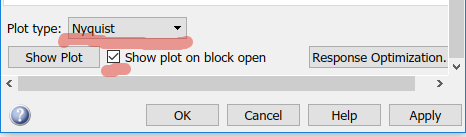 Plot type: Nyquist
Show Plot Show plot on block open Response Optimization.
? OK Cancel Help Apply